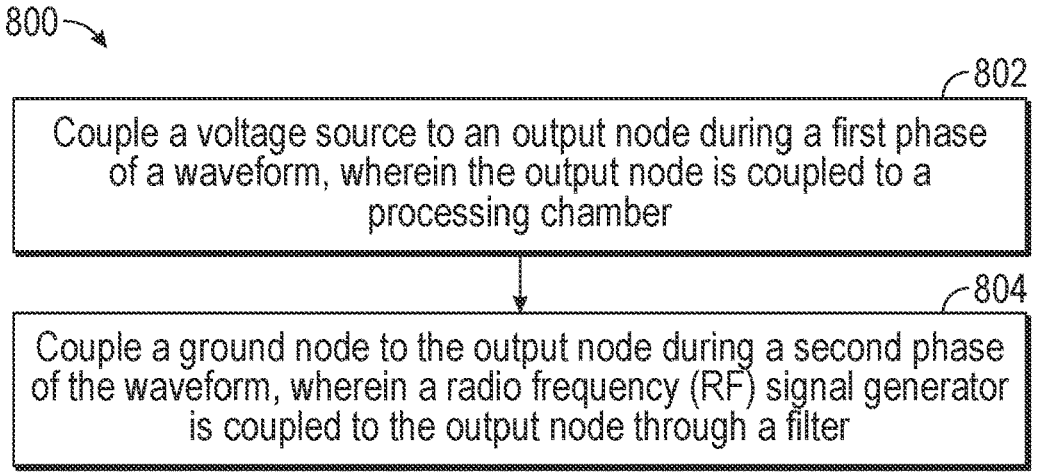 800
802
Couple a voltage source to an output node during a first phase
of a waveform, wherein the output node is coupled to a
processing chamber
804
Couple a ground node to the output node during a second phase
of the waveform, wherein a radio frequency (RF) signal generator
is coupled to the output node through a filter